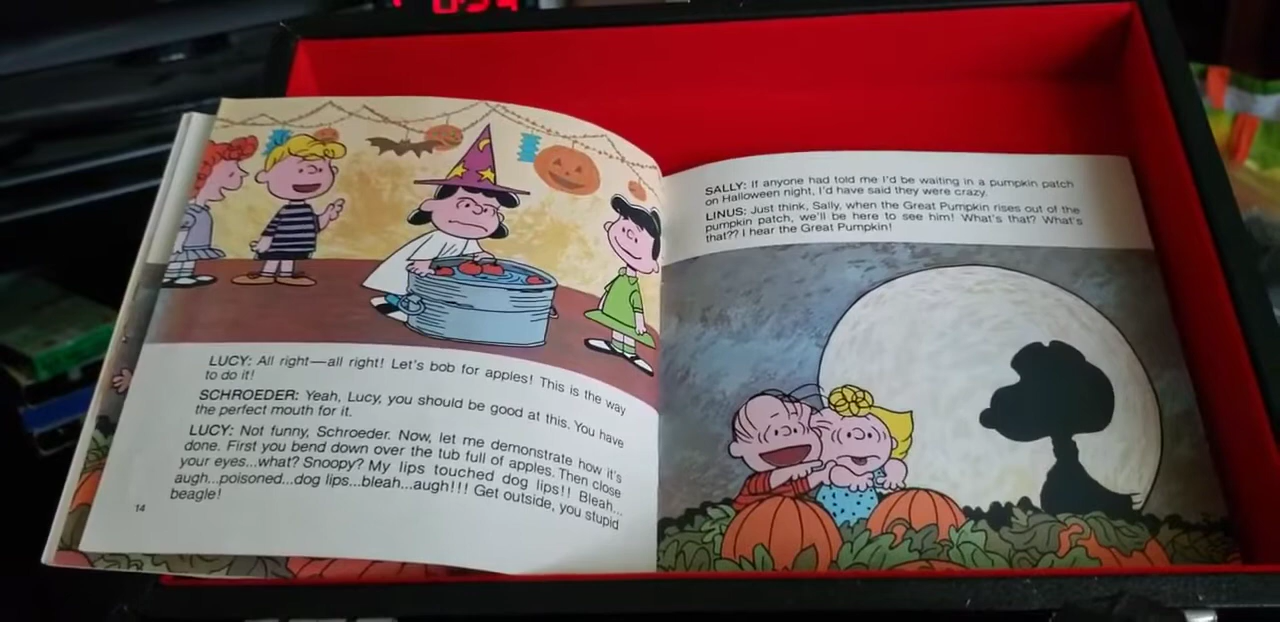 LUCY: All right—all right! Let's bob for apples! This is the way
to do it!
SCHROEDER: Yeah, Lucy, you should be good at this. You have
the perfect mouth for it.
LUCY: Not funny, Schroeder. Now, let me demonstrate how it's
done. First you bend down over the tub full of apples. Then close
your eyes...what? Snoopy? My lips touched dog lips!! Bleah...
augh...poisoned...dog lips...bleah...augh!!! Get outside, you stupid
beagle!
14
SALLY: If anyone had told me I'd be waiting in a pumpkin patch
on Halloween night, I'd have said they were crazy.
LINUS: Just think, Sally, when the Great Pumpkin rises out of the
pumpkin patch, we'll be here to see him! What's that? What's
that?? I hear the Great Pumpkin!